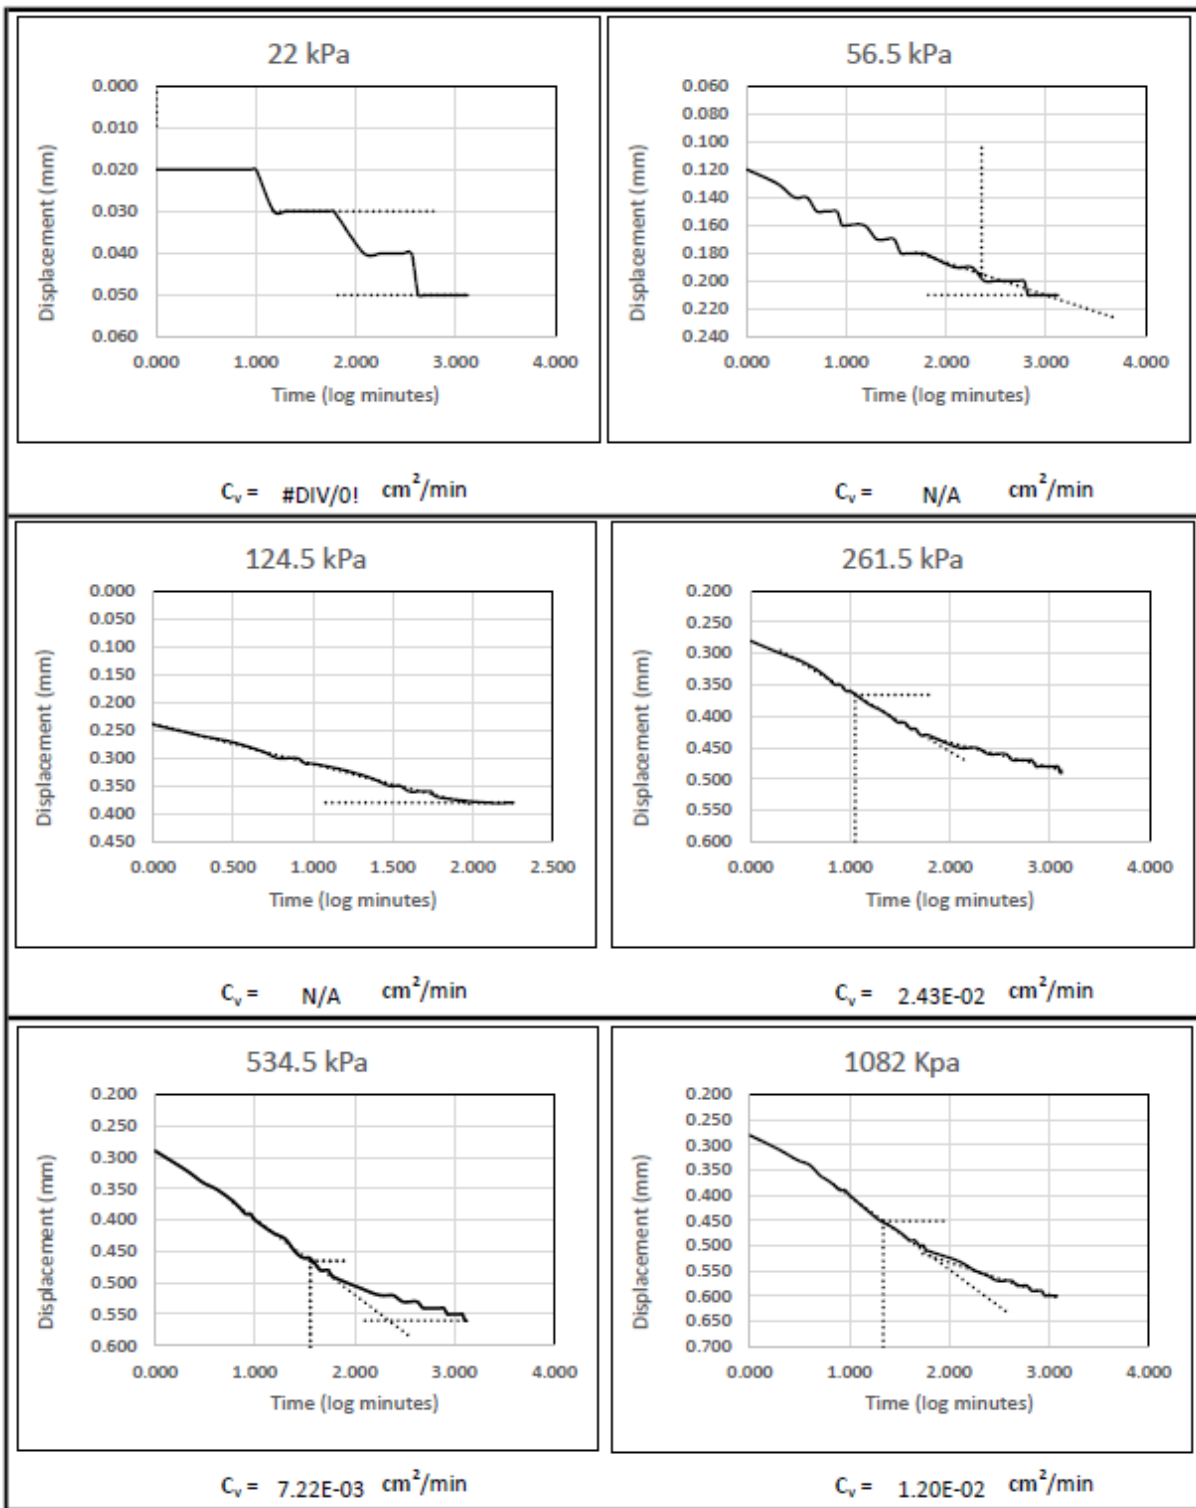 22 kPa
0.000
0.010
0.020
0.030
0.040
0.050
0.060
Displacement (mm)
0.000 1.000 2.000 3.000 4.000
Time (log minutes)
Cv = #DIV/0! cm²/min
56.5 kPa
0.060
0.080
0.100
0.120
0.140
0.160
0.180
0.200
0.220
0.240
Displacement (mm)
0.000 1.000 2.000 3.000 4.000
Time (log minutes)
Cv = N/A cm²/min
124.5 kPa
0.000
0.050
0.100
0.150
0.200
0.250
0.300
0.350
0.400
0.450
Displacement (mm)
0.000 0.500 1.000 1.500 2.000 2.500
Time (log minutes)
Cv = N/A cm²/min
261.5 kPa
0.200
0.250
0.300
0.350
0.400
0.450
0.500
0.550
0.600
Displacement (mm)
0.000 1.000 2.000 3.000 4.000
Time (log minutes)
Cv = 2.43E-02 cm²/min
534.5 kPa
0.200
0.250
0.300
0.350
0.400
0.450
0.500
0.550
0.600
Displacement (mm)
0.000 1.000 2.000 3.000 4.000
Time (log minutes)
Cv = 7.22E-03 cm²/min
1082 Kpa
0.200
0.250
0.300
0.350
0.400
0.450
0.500
0.550
0.600
0.650
0.700
Displacement (mm)
0.000 1.000 2.000 3.000 4.000
Time (log minutes)
Cv = 1.20E-02 cm²/min